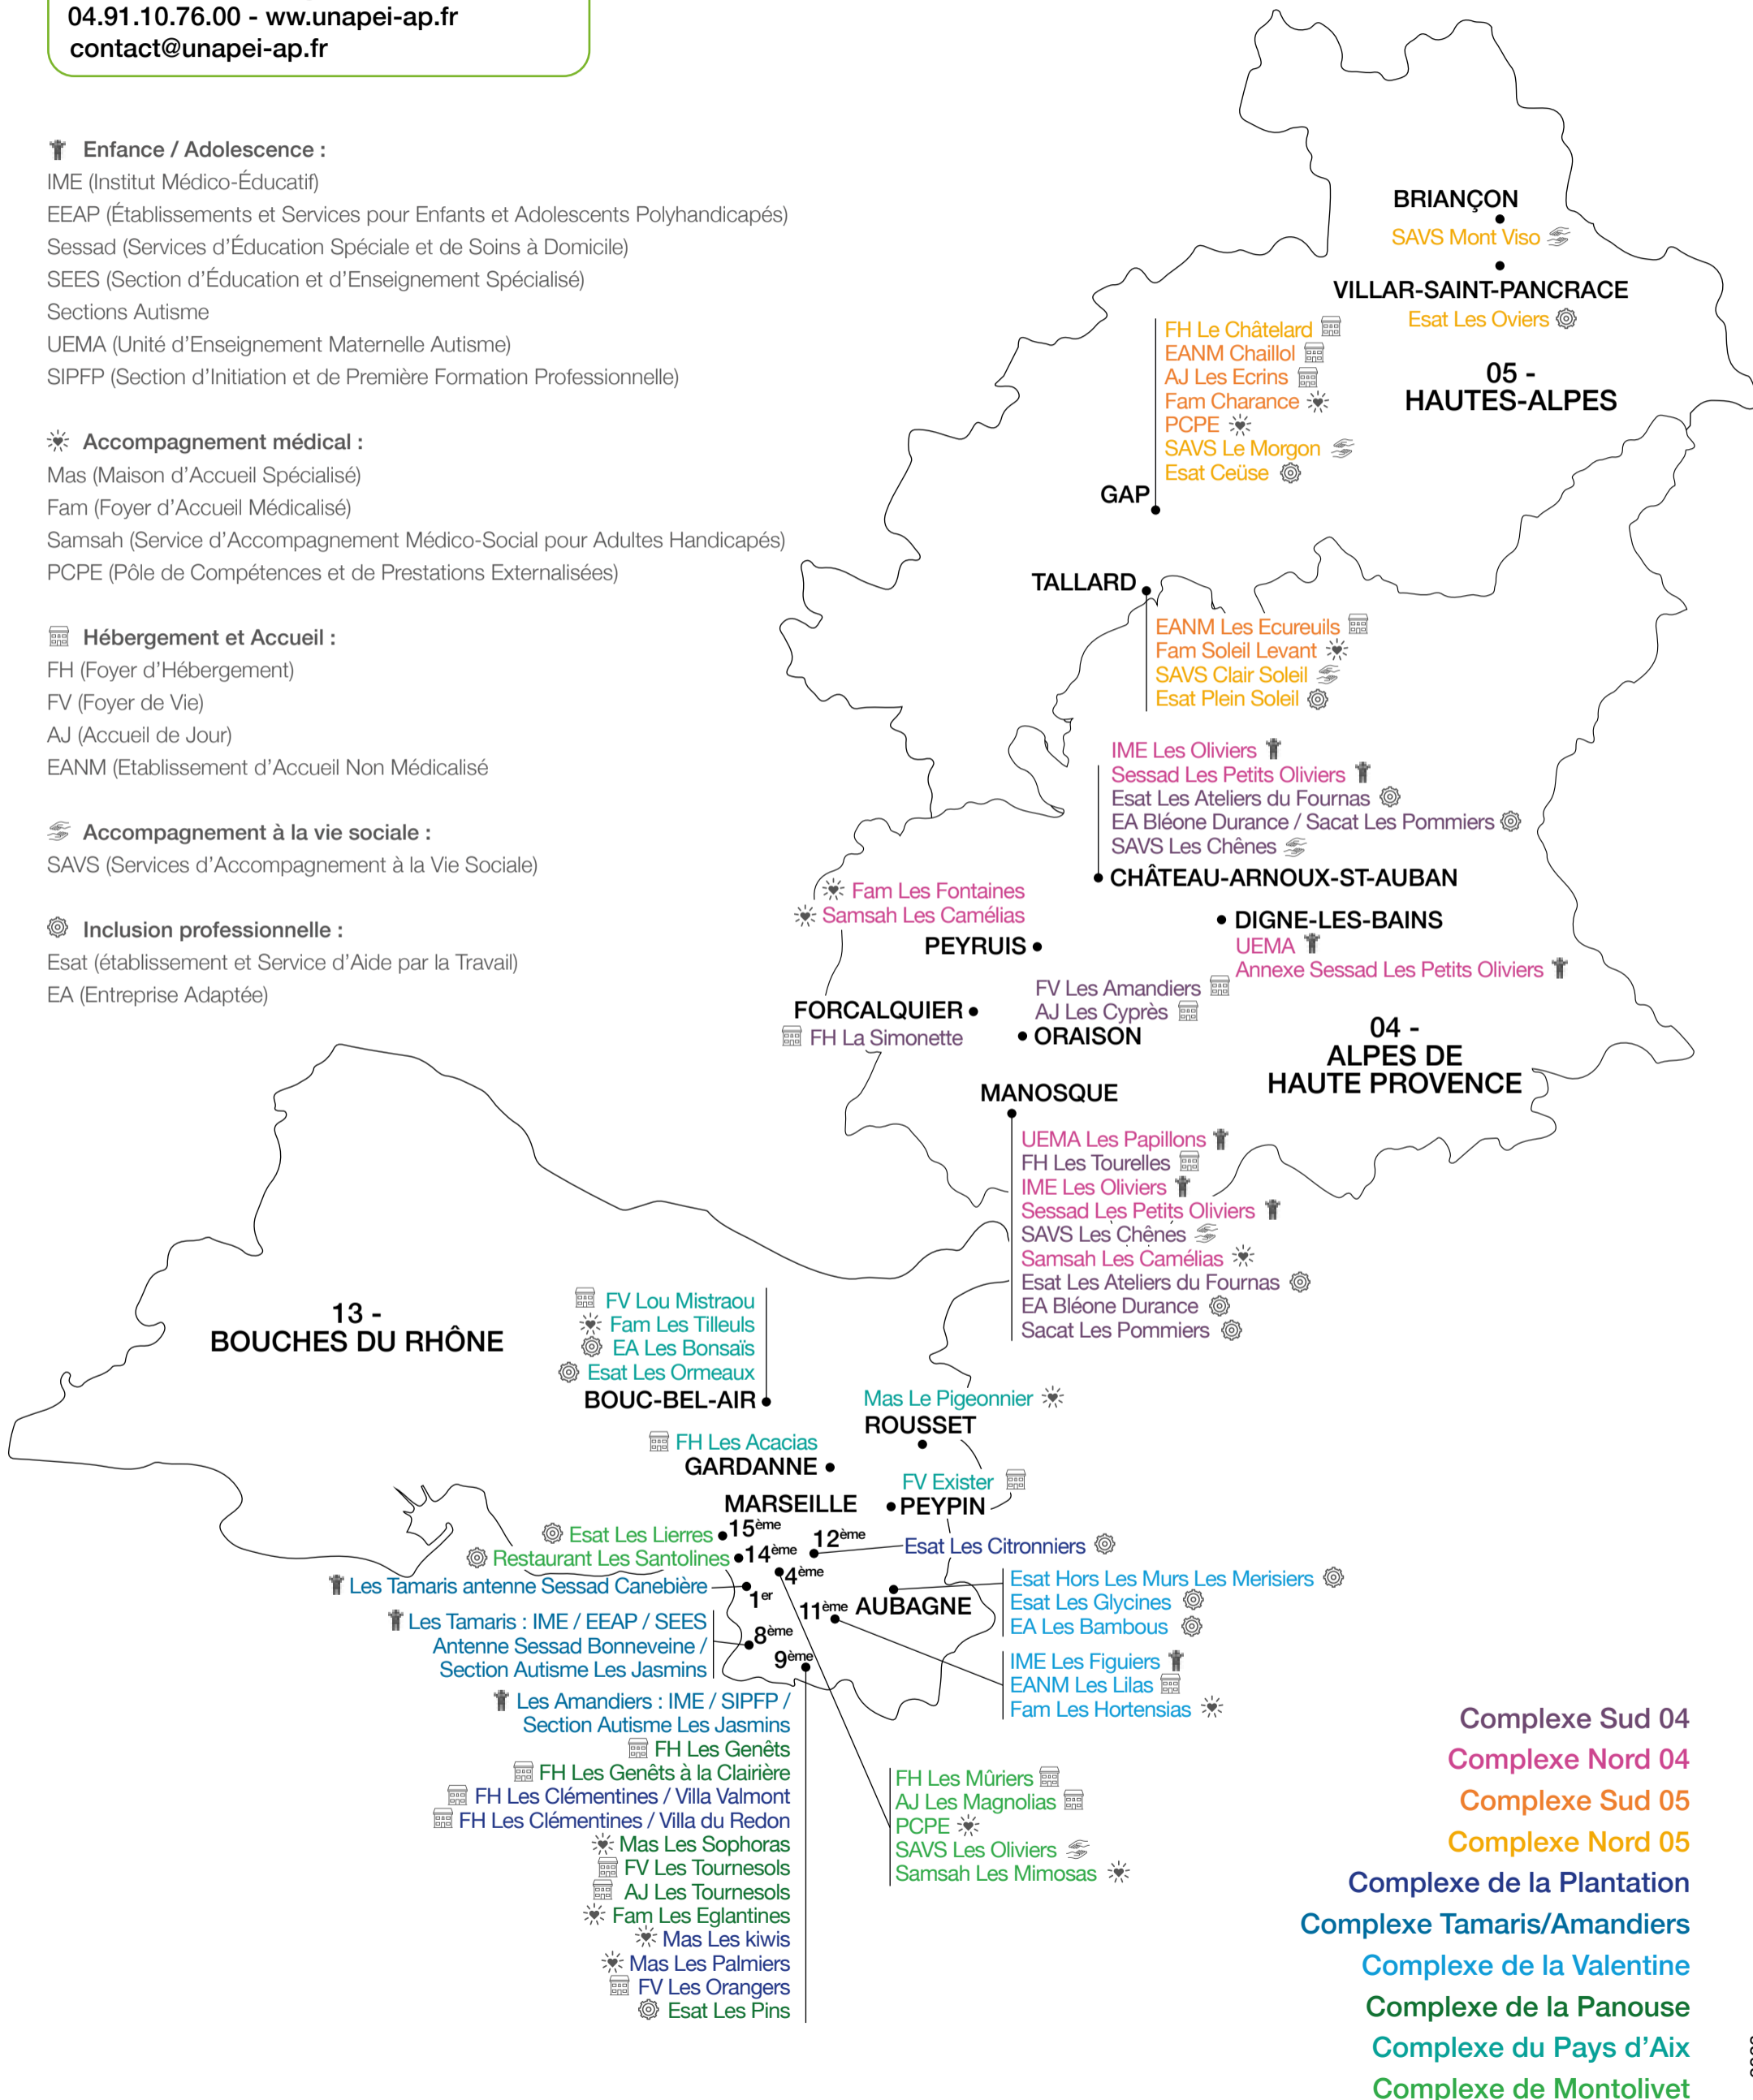 04.91.10.76.00 - ww.unapei-ap.fr
contact@unapei-ap.fr
Enfance / Adolescence :
IME (Institut Médico-Éducatif)
EEAP (Établissements et Services pour Enfants et Adolescents Polyhandicapés)
Sessad (Services d'Éducation Spéciale et de Soins à Domicile)
SEES (Section d'Éducation et d'Enseignement Spécialisé)
Sections Autisme
UEMA (Unité d'Enseignement Maternelle Autisme)
SIPFP (Section d'Initiation et de Première Formation Professionnelle)
Accompagnement médical :
Mas (Maison d'Accueil Spécialisé)
Fam (Foyer d'Accueil Médicalisé)
Samsah (Service d'Accompagnement Médico-Social pour Adultes Handicapés)
PCPE (Pôle de Compétences et de Prestations Externalisées)
Hébergement et Accueil :
FH (Foyer d'Hébergement)
FV (Foyer de Vie)
AJ (Accueil de Jour)
EANM (Etablissement d'Accueil Non Médicalisé
Accompagnement à la vie sociale :
SAVS (Services d'Accompagnement à la Vie Sociale)
Inclusion professionnelle :
Esat (établissement et Service d'Aide par la Travail)
EA (Entreprise Adaptée)
BRIANÇON
SAVS Mont Viso
VILLAR-SAINT-PANCRACE
Esat Les Oviers
05 -
HAUTES-ALPES
FH Le Châtelard
EANM Chaillol
AJ Les Ecrins
Fam Charance
PCPE
SAVS Le Morgon
Esat Ceüse
GAP
TALLARD
EANM Les Ecureuils
Fam Soleil Levant
SAVS Clair Soleil
Esat Plein Soleil
IME Les Oliviers
Sessad Les Petits Oliviers
Esat Les Ateliers du Fournas
EA Bléone Durance / Sacat Les Pommiers
SAVS Les Chênes
CHÂTEAU-ARNOUX-ST-AUBAN
Fam Les Fontaines
Samsah Les Camélias
PEYRUIS
DIGNE-LES-BAINS
UEMA
Annexe Sessad Les Petits Oliviers
FORCALQUIER
FH La Simonette
FV Les Amandiers
AJ Les Cyprès
ORAISON
04 -
ALPES DE
HAUTE PROVENCE
MANOSQUE
UEMA Les Papillons
FH Les Tourelles
IME Les Oliviers
Sessad Les Petits Oliviers
SAVS Les Chênes
Samsah Les Camélias
Esat Les Ateliers du Fournas
EA Bléone Durance
Sacat Les Pommiers
13 -
BOUCHES DU RHÔNE
FV Lou Mistraou
Fam Les Tilleuls
EA Les Bonsaïs
Esat Les Ormeaux
BOUC-BEL-AIR
Mas Le Pigeonnier
ROUSSET
FH Les Acacias
GARDANNE
FV Exister
PEYPIN
MARSEILLE
Esat Les Lierres
15ème
Restaurant Les Santolines
14ème
12ème
Esat Les Citronniers
4ème
Les Tamaris antenne Sessad Canebière
1er
11ème
AUBAGNE
Esat Hors Les Murs Les Merisiers
Esat Les Glycines
EA Les Bambous
Les Tamaris : IME / EEAP / SEES
Antenne Sessad Bonneveine /
Section Autisme Les Jasmins
8ème
9ème
IME Les Figuiers
EANM Les Lilas
Fam Les Hortensias
Les Amandiers : IME / SIPFP /
Section Autisme Les Jasmins
FH Les Genêts
FH Les Genêts à la Clairière
FH Les Clémentines / Villa Valmont
FH Les Clémentines / Villa du Redon
Mas Les Sophoras
FV Les Tournesols
AJ Les Tournesols
Fam Les Eglantines
Mas Les kiwis
Mas Les Palmiers
FV Les Orangers
Esat Les Pins
FH Les Mûriers
AJ Les Magnolias
PCPE
SAVS Les Oliviers
Samsah Les Mimosas
Complexe Sud 04
Complexe Nord 04
Complexe Sud 05
Complexe Nord 05
Complexe de la Plantation
Complexe Tamaris/Amandiers
Complexe de la Valentine
Complexe de la Panouse
Complexe du Pays d'Aix
Complexe de Montolivet